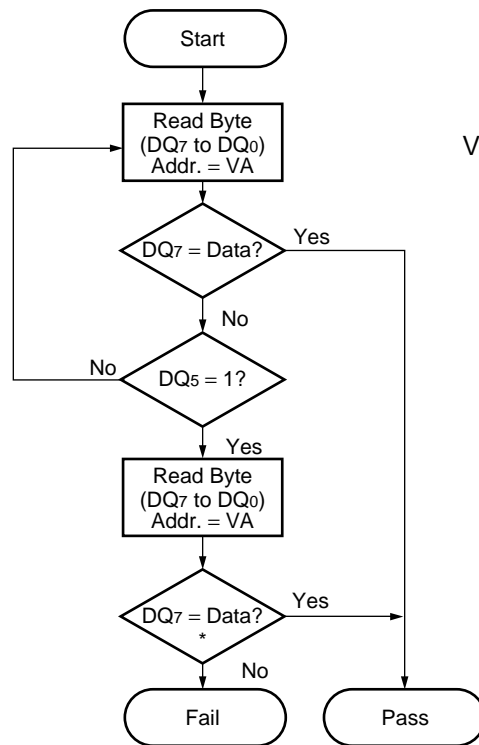 Start
Read Byte
(DQ7 to DQ0)
Addr. = VA
V
DQ7 = Data?
Yes
No
No
DQ5 = 1?
Yes
Read Byte
(DQ7 to DQ0)
Addr. = VA
DQ7 = Data?
*
Yes
No
Fail
Pass